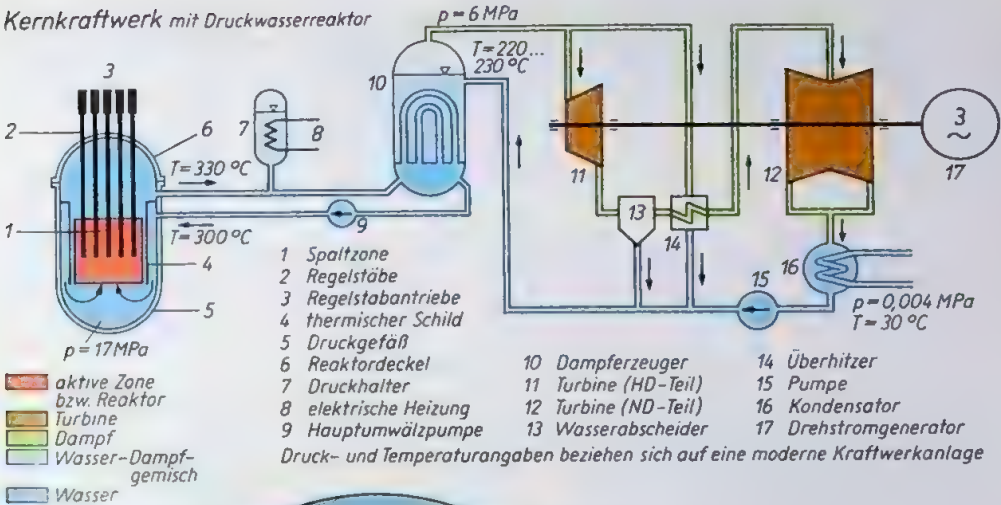 Kernkraftwerk mit Druckwasserreaktor
p = 6 MPa
T = 220...
230 °C
3
2
6
7
8
10
T = 330 °C
11
12
3
~
17
9
13
14
1
T = 300 °C
4
5
15
16
p = 0,004 MPa
T = 30 °C
p = 17 MPa
1 Spaltzone
2 Regelstäbe
3 Regelstabantriebe
4 thermischer Schild
5 Druckgefäß
6 Reaktordeckel
7 Druckhalter
8 elektrische Heizung
9 Hauptumwälzpumpe
10 Dampferzeuger
11 Turbine (HD-Teil)
12 Turbine (ND-Teil)
13 Wasserabscheider
14 Überhitzer
15 Pumpe
16 Kondensator
17 Drehstromgenerator
aktive Zone
bzw. Reaktor
Turbine
Dampf
Wasser-Dampf-
gemisch
Wasser
Druck- und Temperaturangaben beziehen sich auf eine moderne Kraftwerkanlage